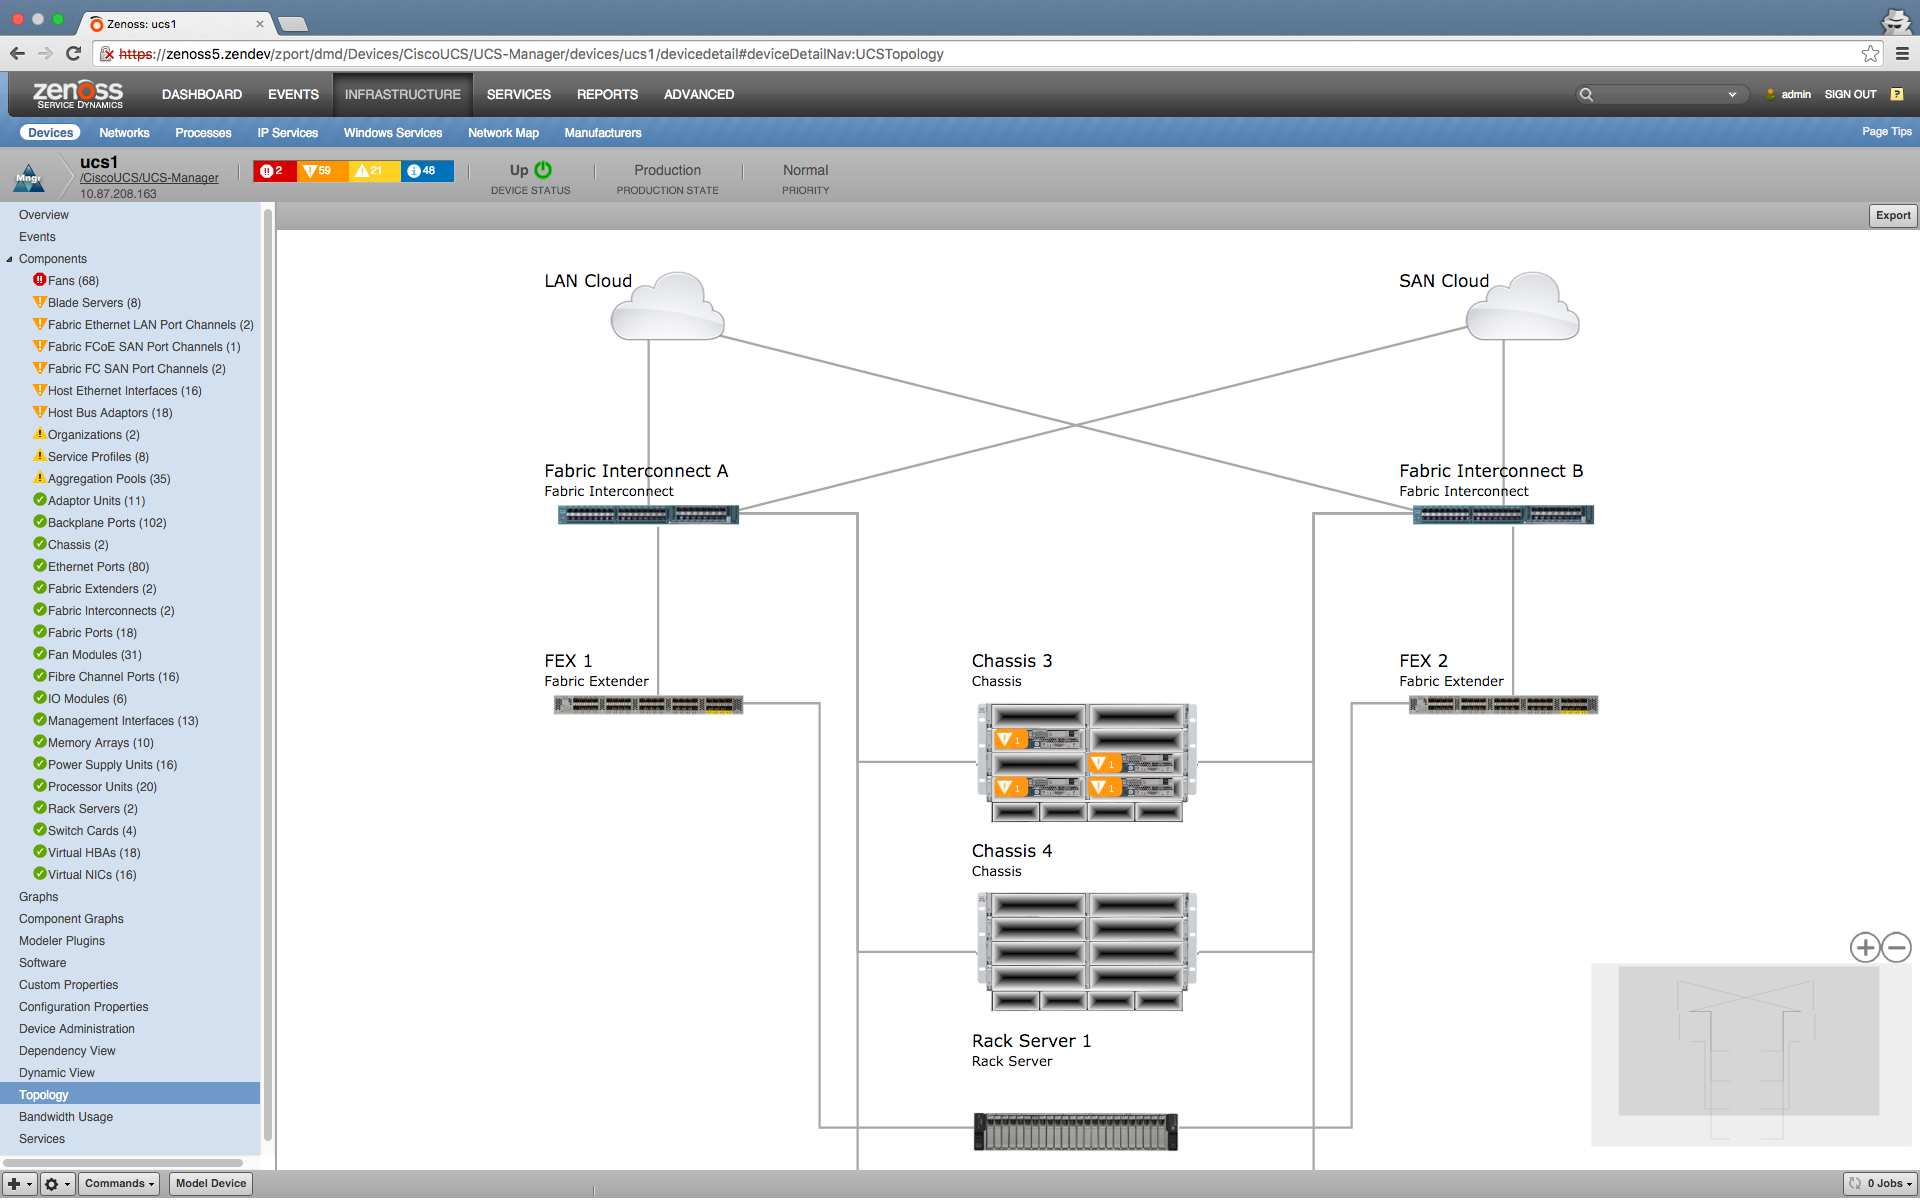 Zenoss: ucs1
https://zenoss5.zendev/zport/dmd/Devices/CiscoUCS/UCS-Manager/devices/ucs1/devicedetail#deviceDetailNav:UCSTopology
zenoss
SERVICE DYNAMICS
DASHBOARD EVENTS INFRASTRUCTURE SERVICES REPORTS ADVANCED
admin SIGN OUT ?
Devices Networks Processes IP Services Windows Services Network Map Manufacturers Page Tips
Mngr
ucs1
/CiscoUCS/UCS-Manager
10.87.208.163
2 59 21 48
Up
DEVICE STATUS
Production
PRODUCTION STATE
Normal
PRIORITY
Export
Overview
Events
Components
Fans (68)
Blade Servers (8)
Fabric Ethernet LAN Port Channels (2)
Fabric FCoE SAN Port Channels (1)
Fabric FC SAN Port Channels (2)
Host Ethernet Interfaces (16)
Host Bus Adaptors (18)
Organizations (2)
Service Profiles (8)
Aggregation Pools (35)
Adaptor Units (11)
Backplane Ports (102)
Chassis (2)
Ethernet Ports (80)
Fabric Extenders (2)
Fabric Interconnects (2)
Fabric Ports (18)
Fan Modules (31)
Fibre Channel Ports (16)
IO Modules (6)
Management Interfaces (13)
Memory Arrays (10)
Power Supply Units (16)
Processor Units (20)
Rack Servers (2)
Switch Cards (4)
Virtual HBAs (18)
Virtual NICs (16)
Graphs
Component Graphs
Modeler Plugins
Software
Custom Properties
Configuration Properties
Device Administration
Dependency View
Dynamic View
Topology
Bandwidth Usage
Services
LAN Cloud
SAN Cloud
Fabric Interconnect A
Fabric Interconnect
Fabric Interconnect B
Fabric Interconnect
FEX 1
Fabric Extender
Chassis 3
Chassis
FEX 2
Fabric Extender
1
1
1 1
Chassis 4
Chassis
Rack Server 1
Rack Server
Commands
Model Device
0 Jobs